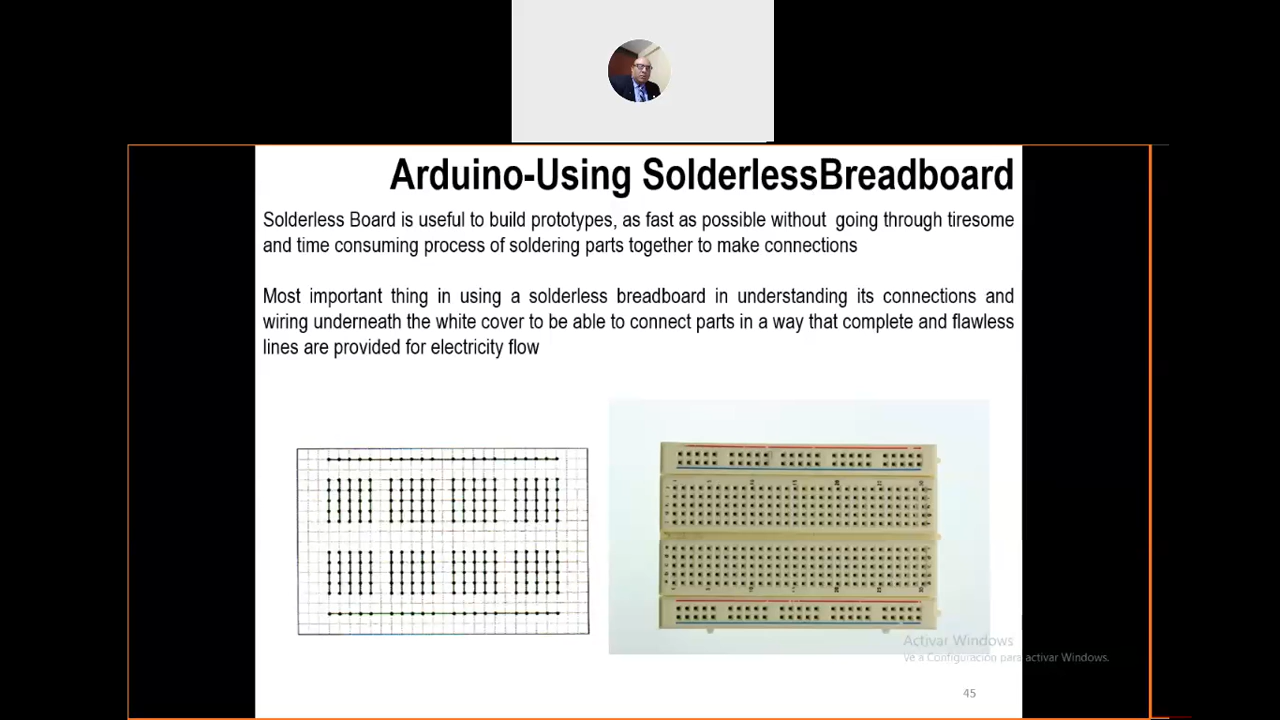 Arduino-Using SolderlessBreadboard
Solderless Board is useful to build prototypes, as fast as possible without going through tiresome
and time consuming process of soldering parts together to make connections
Most important thing in using a solderless breadboard in understanding its connections and
wiring underneath the white cover to be able to connect parts in a way that complete and flawless
lines are provided for electricity flow
Activar Windows
Ve a Configuración para activar Windows.
45